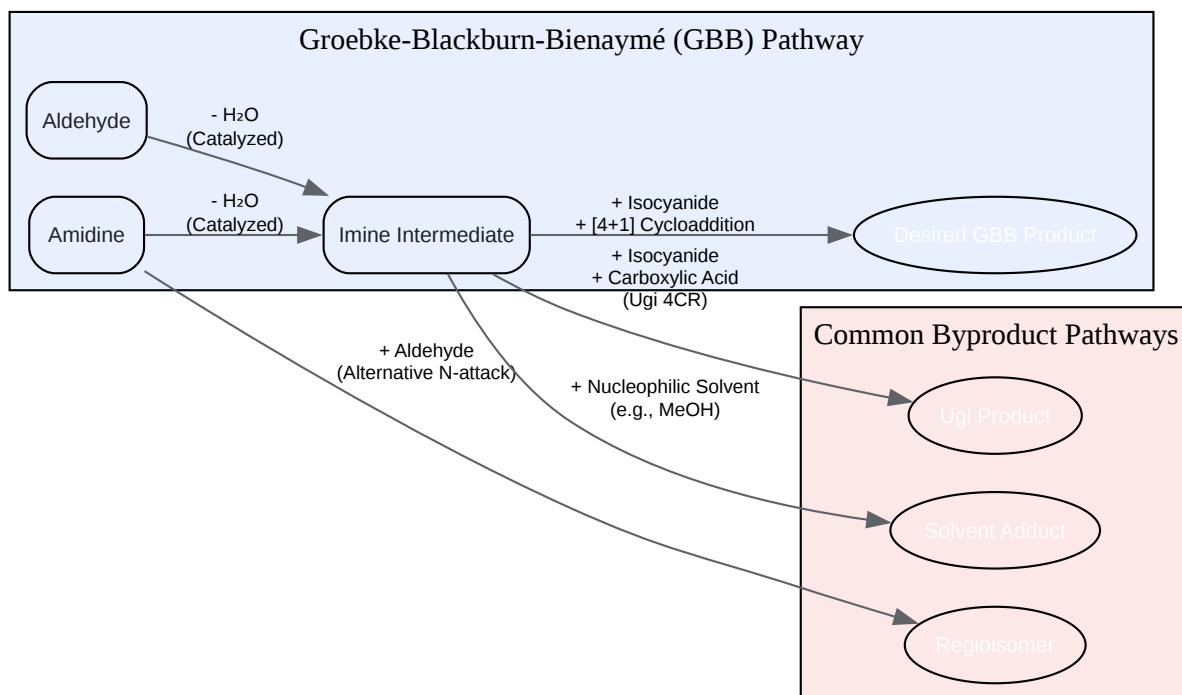 Groebke-Blackburn-Bienaymé (GBB) Pathway
Aldehyde
- H₂O
(Catalyzed)
Amidine
- H₂O
(Catalyzed)
Imine Intermediate
+ Isocyanide
+ [4+1] Cycloaddition
Desired GBB Product
+ Isocyanide
+ Carboxylic Acid
(Ugi 4CR)
Common Byproduct Pathways
+ Aldehyde
(Alternative N-attack)
+ Nucleophilic Solvent
(e.g., MeOH)
Ugi Product
Solvent Adduct
Regioisomer